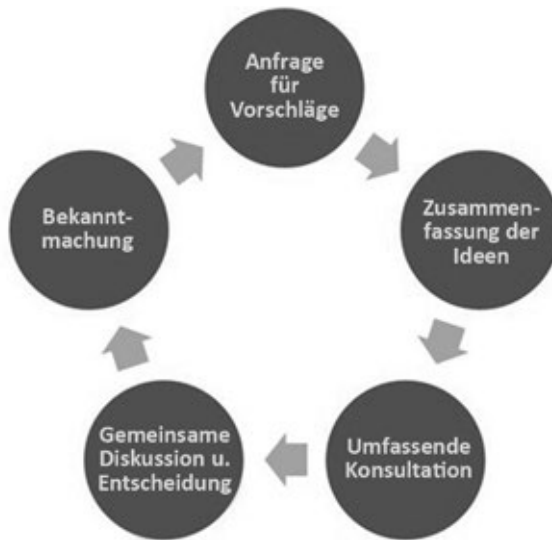 Anfrage
für
Vorschläge
Zusammen-
fassung der
Ideen
Umfassende
Konsultation
Gemeinsame
Diskussion u.
Entscheidung
Bekannt-
machung